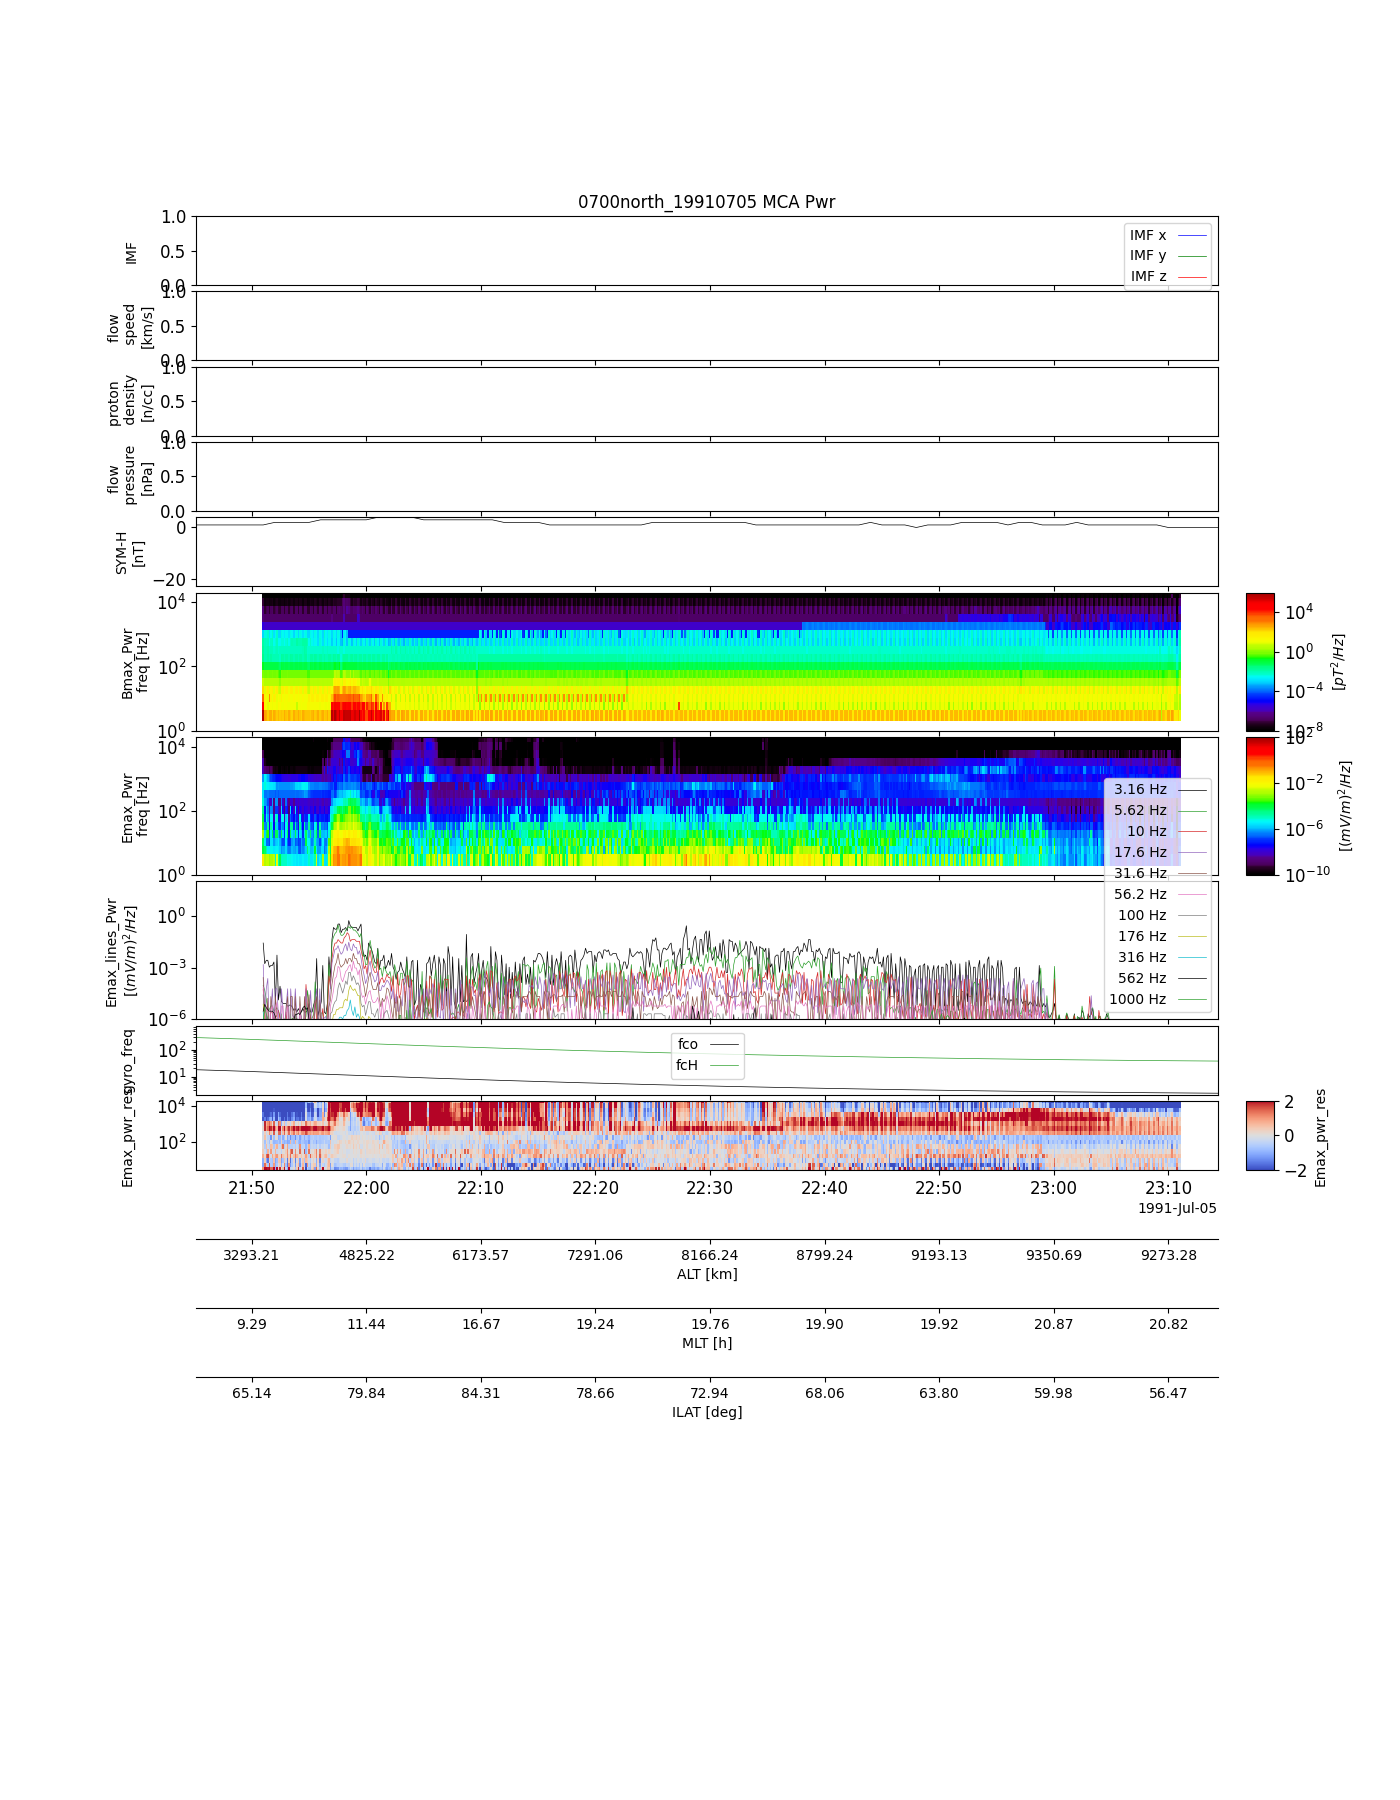 0700north_19910705 MCA Pwr
1.0
0.5
0.0
IMF
IMF x
IMF y
IMF z
1.0
0.5
0.0
flow
speed
[km/s]
1.0
0.5
0.0
proton
density
[n/cc]
1.0
0.5
0.0
flow
pressure
[nPa]
0
−20
SYM-H
[nT]
10^4
10^2
10^0
Bmax_Pwr
freq [Hz]
10^4
10^0
10^−4
10^−8
[pT^2/Hz]
10^4
10^2
10^0
Emax_Pwr
freq [Hz]
10^2
10^−2
10^−6
10^−10
[(mV/m)^2/Hz]
3.16 Hz
5.62 Hz
10 Hz
17.6 Hz
31.6 Hz
56.2 Hz
100 Hz
176 Hz
316 Hz
562 Hz
1000 Hz
10^0
10^−3
10^−6
Emax_lines_Pwr
[(mV/m)^2/Hz]
10^2
10^1
gyro_freq
fco
fcH
10^4
10^2
Emax_pwr_res
2
0
−2
Emax_pwr_res
21:50 22:00 22:10 22:20 22:30 22:40 22:50 23:00 23:10
1991-Jul-05
3293.21 4825.22 6173.57 7291.06 8166.24 8799.24 9193.13 9350.69 9273.28
ALT [km]
9.29 11.44 16.67 19.24 19.76 19.90 19.92 20.87 20.82
MLT [h]
65.14 79.84 84.31 78.66 72.94 68.06 63.80 59.98 56.47
ILAT [deg]